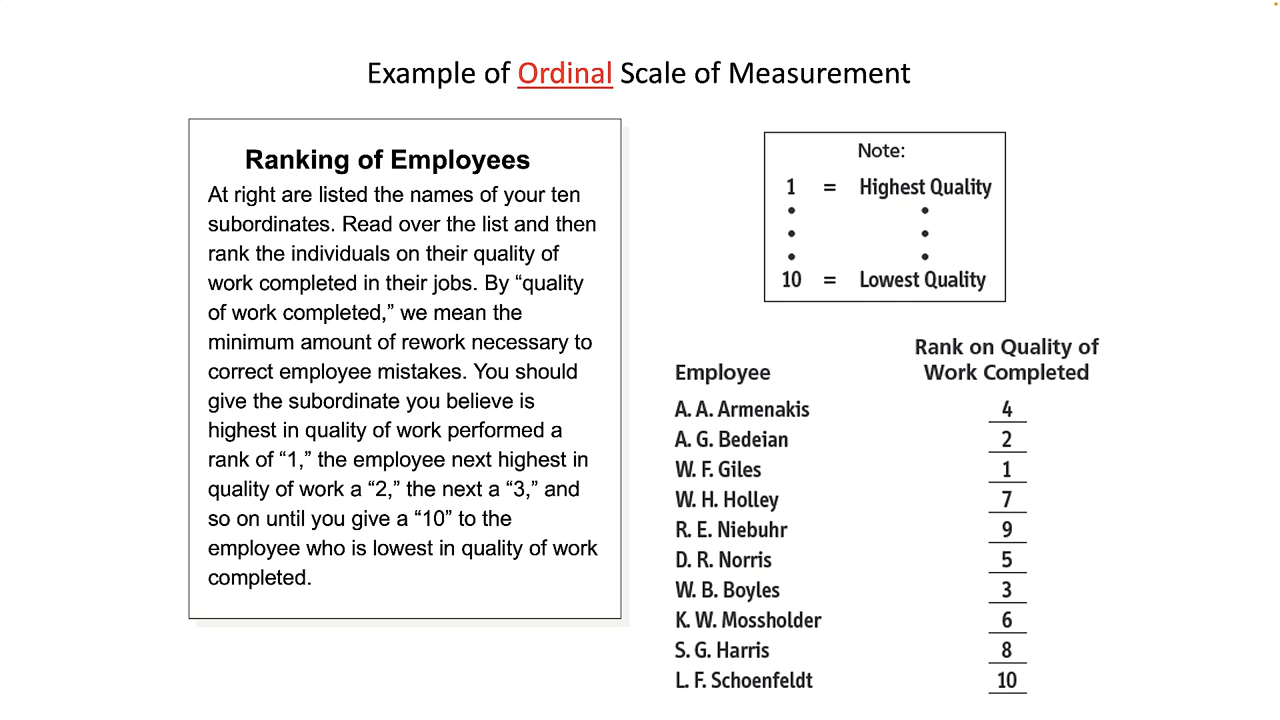 Example of Ordinal Scale of Measurement
Ranking of Employees
At right are listed the names of your ten
subordinates. Read over the list and then
rank the individuals on their quality of
work completed in their jobs. By “quality
of work completed,” we mean the
minimum amount of rework necessary to
correct employee mistakes. You should
give the subordinate you believe is
highest in quality of work performed a
rank of “1,” the employee next highest in
quality of work a “2,” the next a “3,” and
so on until you give a “10” to the
employee who is lowest in quality of work
completed.
Note:
1 = Highest Quality
10 = Lowest Quality
Rank on Quality of
Employee Work Completed
A. A. Armenakis 4
A. G. Bedeian 2
W. F. Giles 1
W. H. Holley 7
R. E. Niebuhr 9
D. R. Norris 5
W. B. Boyles 3
K. W. Mossholder 6
S. G. Harris 8
L. F. Schoenfeldt 10